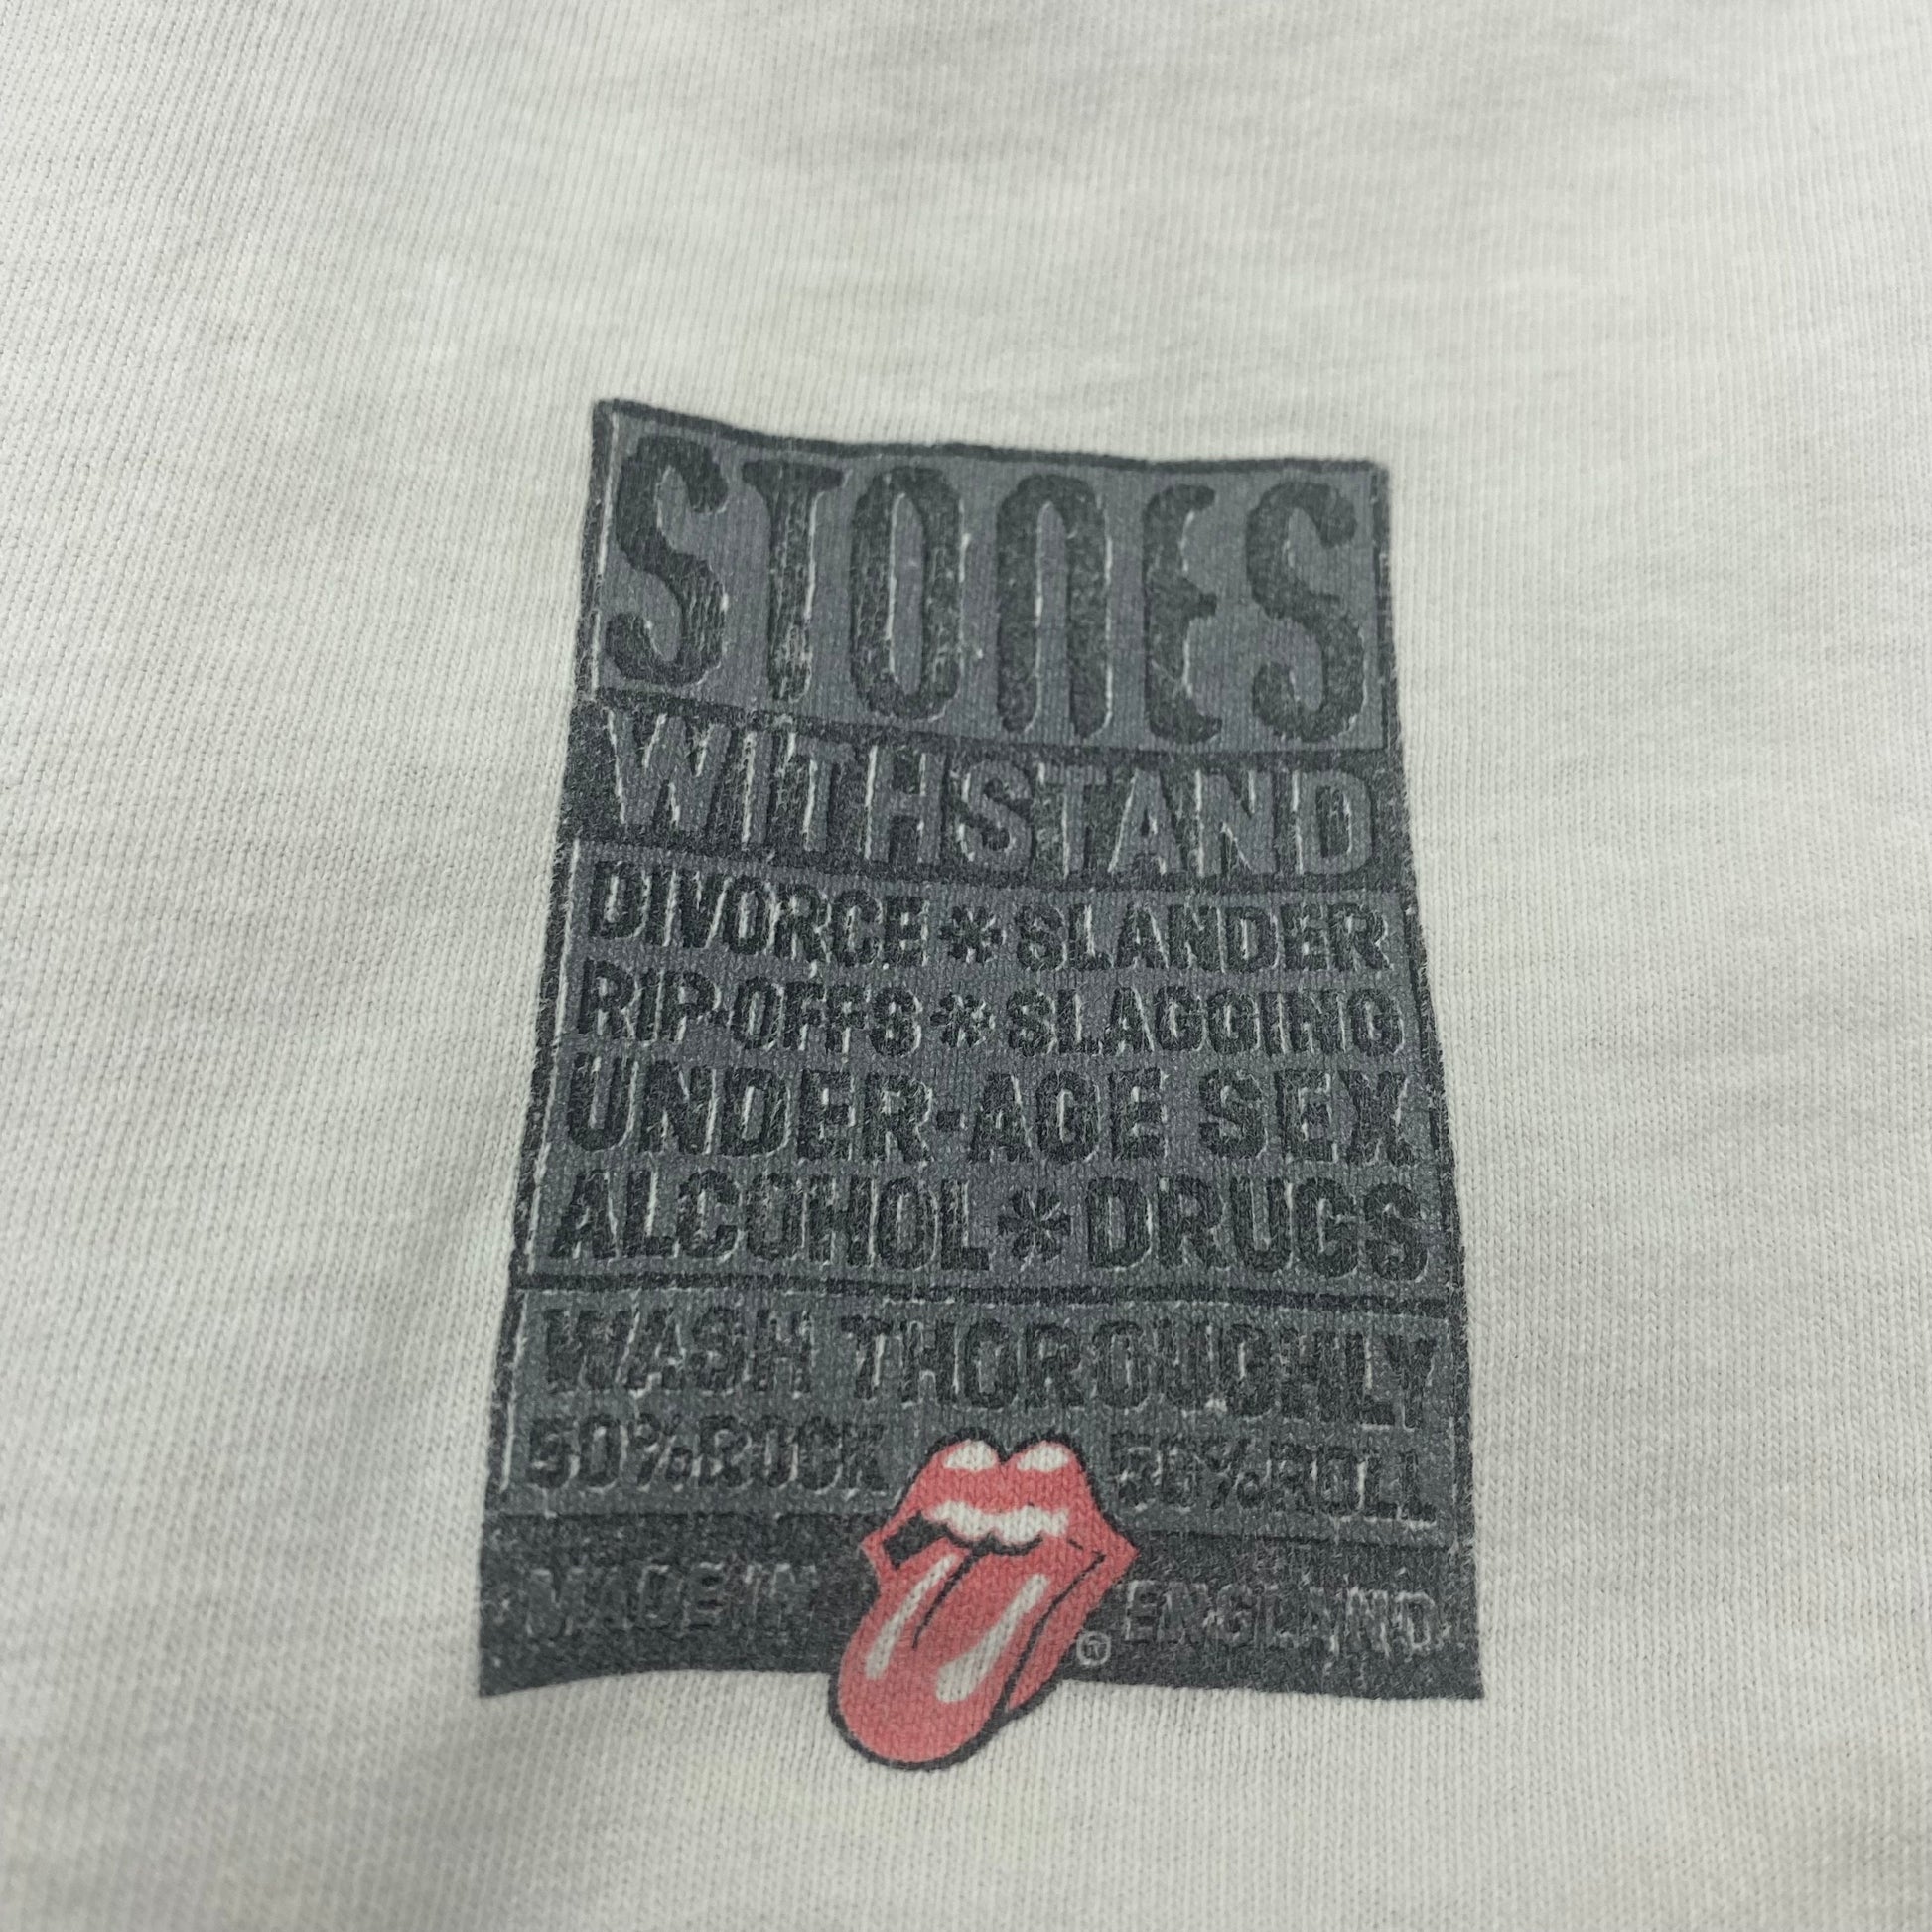 STONES
WITHSTAND
DIVORCE * SLANDER
RIP-OFFS * SLAGGING
UNDER-AGE SEX
ALCOHOL * DRUGS
WASH THOROUGHLY
50% ROCK 50% ROLL
MADE IN ENGLAND
®